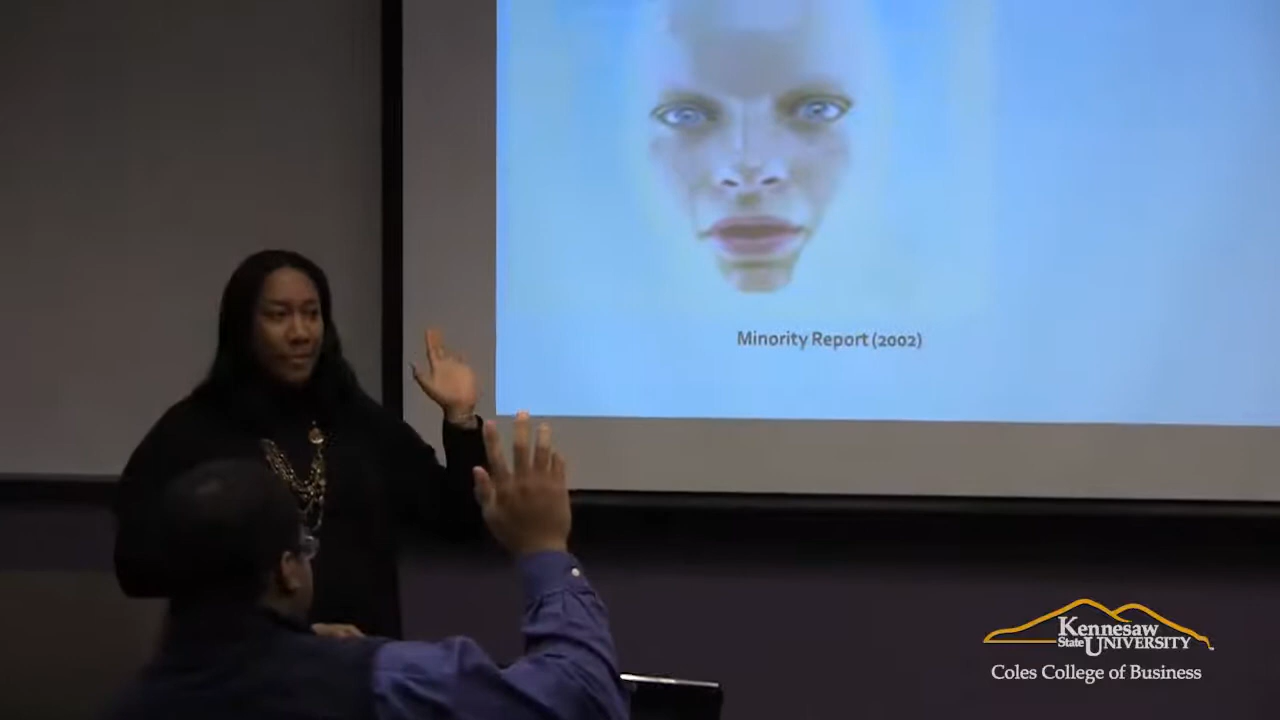 Minority Report (2002)
Kennesaw
State UNIVERSITY
Coles College of Business